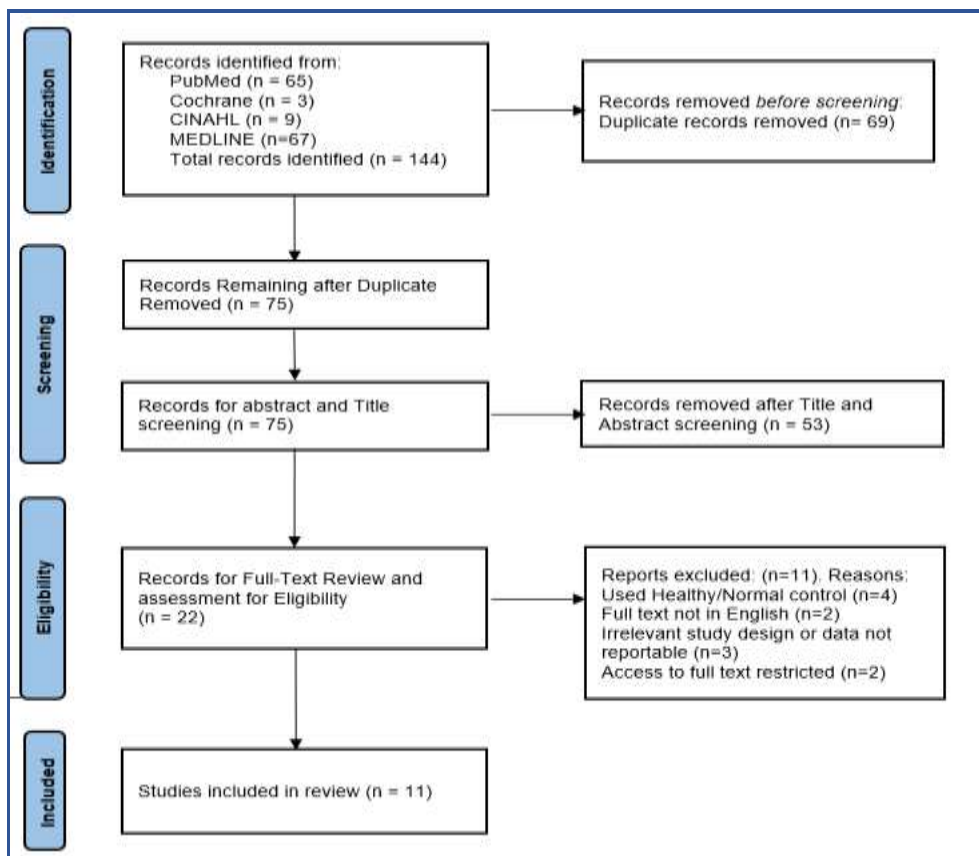 Identification
Records identified from:
PubMed (n = 65)
Cochrane (n = 3)
CINAHL (n = 9)
MEDLINE (n=67)
Total records identified (n = 144)
Records removed before screening:
Duplicate records removed (n= 69)
Screening
Records Remaining after Duplicate
Removed (n = 75)
Records for abstract and Title
screening (n = 75)
Records removed after Title and
Abstract screening (n = 53)
Eligibility
Records for Full-Text Review and
assessment for Eligibility
(n = 22)
Reports excluded: (n=11). Reasons:
Used Healthy/Normal control (n=4)
Full text not in English (n=2)
Irrelevant study design or data not
reportable (n=3)
Access to full text restricted (n=2)
Included
Studies included in review (n = 11)